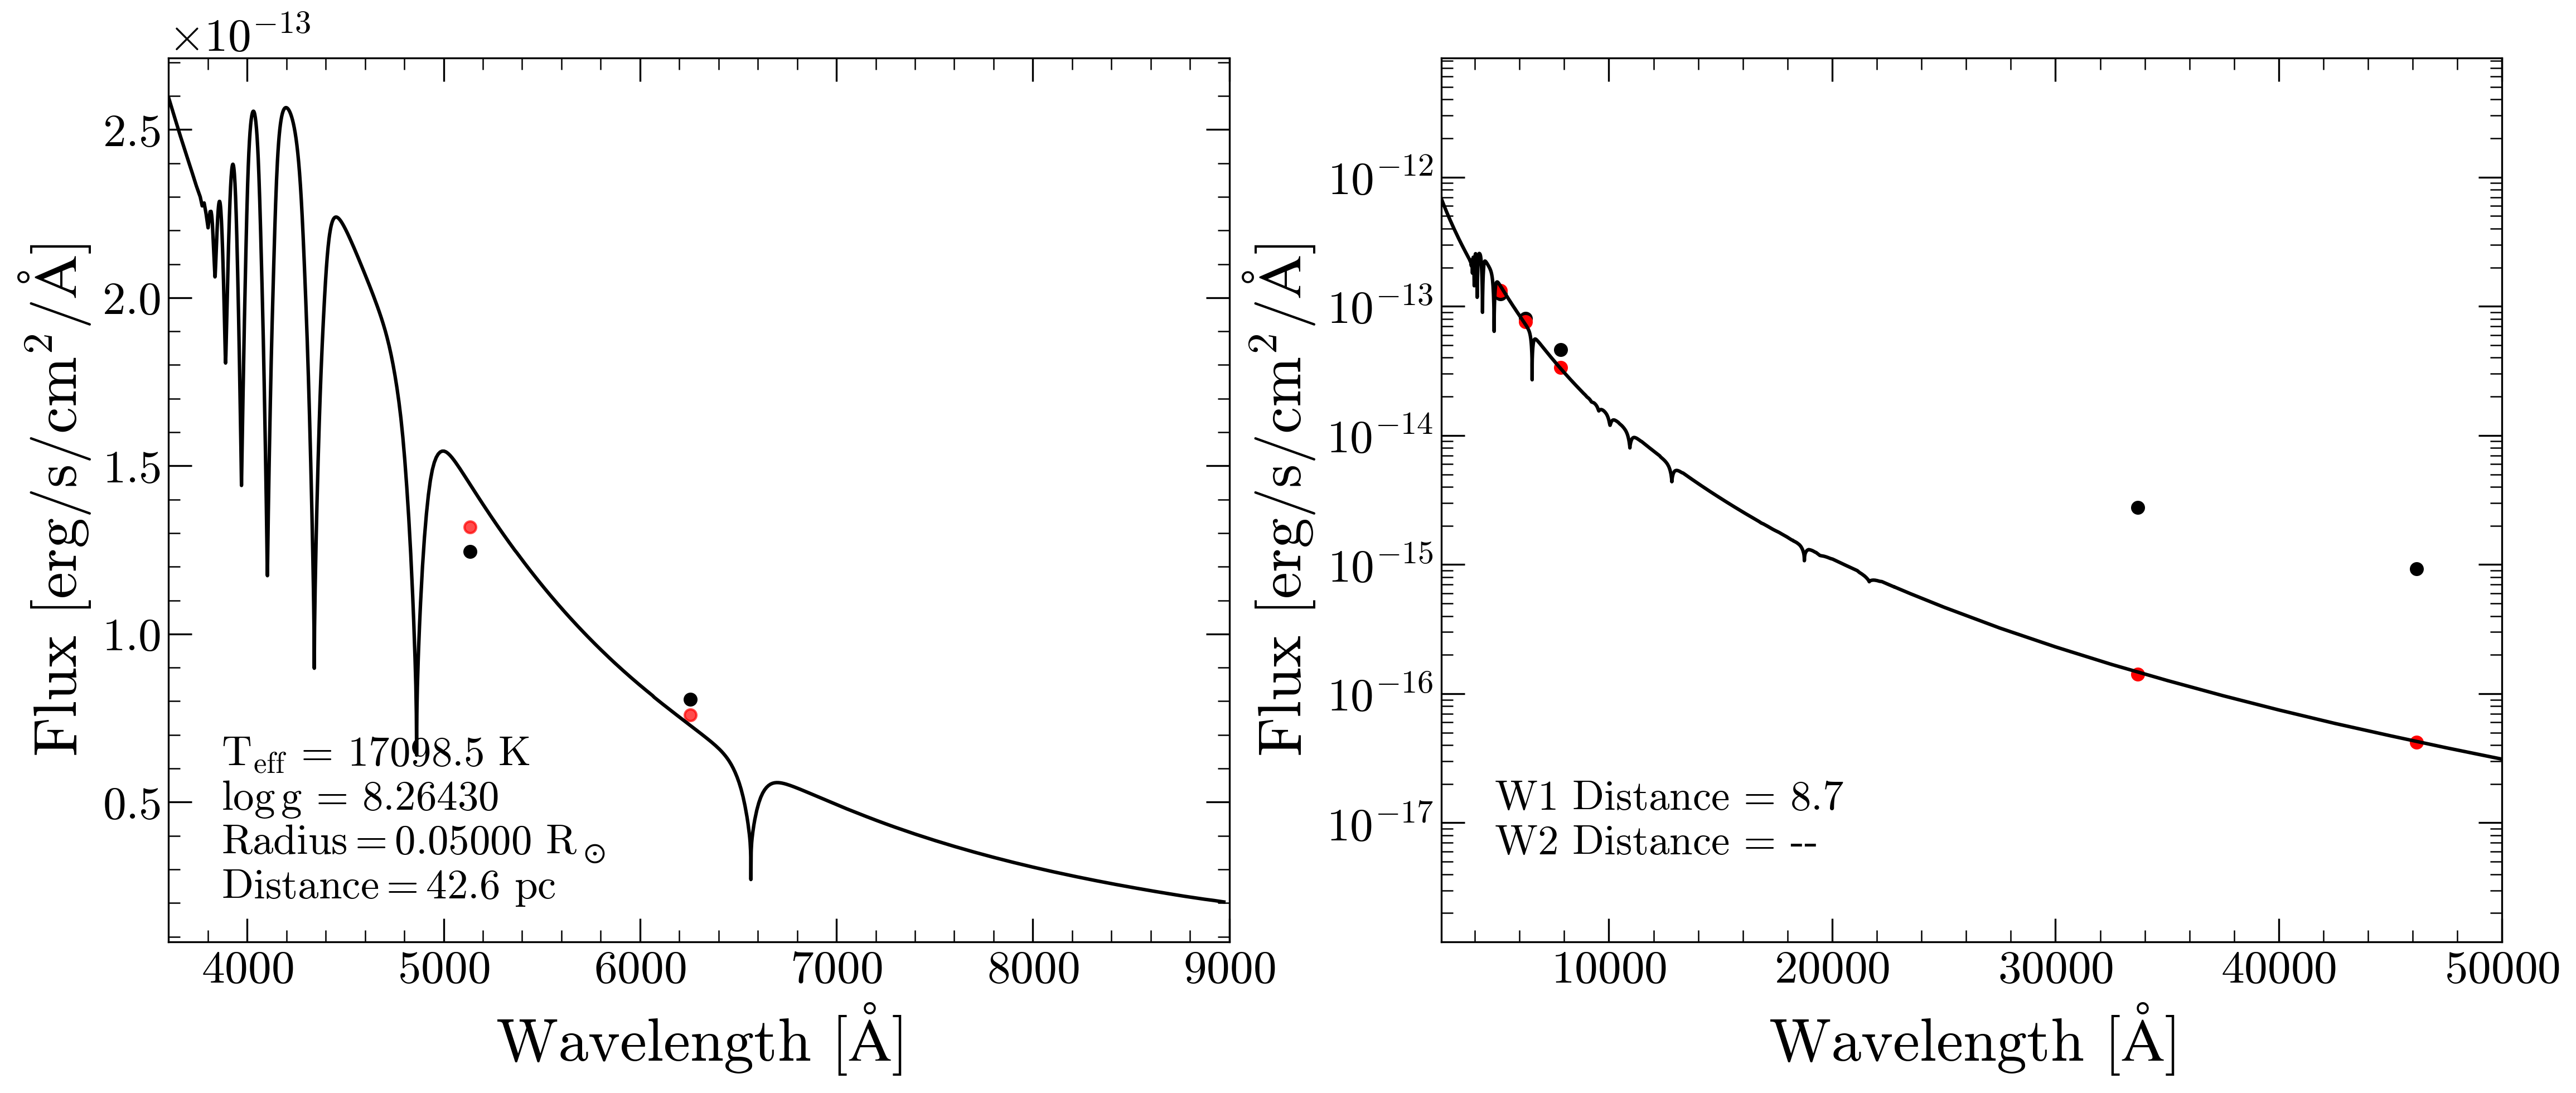 ×10⁻¹³
Flux [erg/s/cm²/Å]
2.5
2.0
1.5
1.0
0.5
T_eff = 17098.5 K
log g = 8.26430
Radius = 0.05000 R_⊙
Distance = 42.6 pc
4000 5000 6000 7000 8000 9000
Wavelength [Å]
Flux [erg/s/cm²/Å]
10⁻¹²
10⁻¹³
10⁻¹⁴
10⁻¹⁵
10⁻¹⁶
10⁻¹⁷
W1 Distance = 8.7
W2 Distance = --
10000 20000 30000 40000 50000
Wavelength [Å]